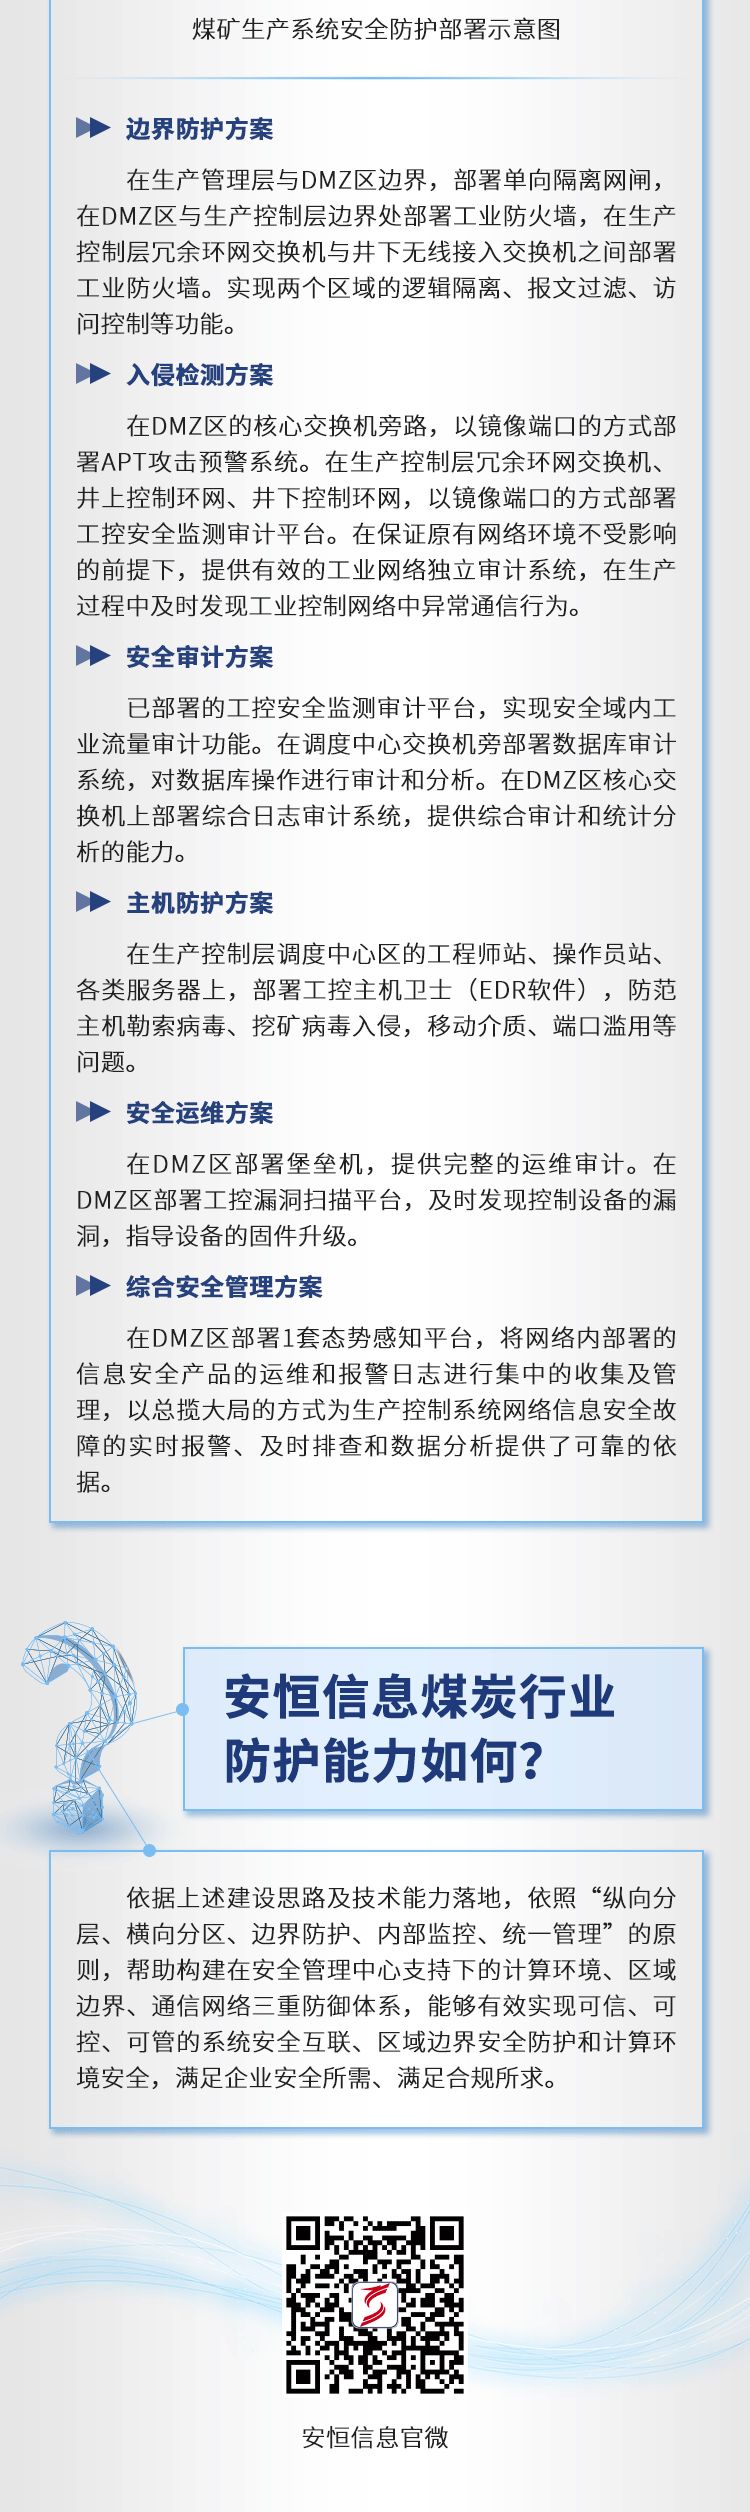 煤矿生产系统安全防护部署示意图
边界防护方案
在生产管理层与DMZ区边界，部署单向隔离网闸，
在DMZ区与生产控制层边界处部署工业防火墙，在生产
控制层冗余环网交换机与井下无线接入交换机之间部署
工业防火墙。实现两个区域的逻辑隔离、报文过滤、访
问控制等功能。
入侵检测方案
在DMZ区的核心交换机旁路，以镜像端口的方式部
署APT攻击预警系统。在生产控制层冗余环网交换机、
井上控制环网、井下控制环网，以镜像端口的方式部署
工控安全监测审计平台。在保证原有网络环境不受影响
的前提下，提供有效的工业网络独立审计系统，在生产
过程中及时发现工业控制网络中异常通信行为。
安全审计方案
已部署的工控安全监测审计平台，实现安全域内工
业流量审计功能。在调度中心交换机旁部署数据库审计
系统，对数据库操作进行审计和分析。在DMZ区核心交
换机上部署综合日志审计系统，提供综合审计和统计分
析的能力。
主机防护方案
在生产控制层调度中心区的工程师站、操作员站、
各类服务器上，部署工控主机卫士（EDR软件），防范
主机勒索病毒、挖矿病毒入侵，移动介质、端口滥用等
问题。
安全运维方案
在DMZ区部署堡垒机，提供完整的运维审计。在
DMZ区部署工控漏洞扫描平台，及时发现控制设备的漏
洞，指导设备的固件升级。
综合安全管理方案
在DMZ区部署1套态势感知平台，将网络内部署的
信息安全产品的运维和报警日志进行集中的收集及管
理，以总揽大局的方式为生产控制系统网络信息安全故
障的实时报警、及时排查和数据分析提供了可靠的依
据。
安恒信息煤炭行业
防护能力如何？
依据上述建设思路及技术能力落地，依照“纵向分
层、横向分区、边界防护、内部监控、统一管理”的原
则，帮助构建在安全管理中心支持下的计算环境、区域
边界、通信网络三重防御体系，能够有效实现可信、可
控、可管的系统安全互联、区域边界安全防护和计算环
境安全，满足企业安全所需、满足合规所求。
安恒信息官微